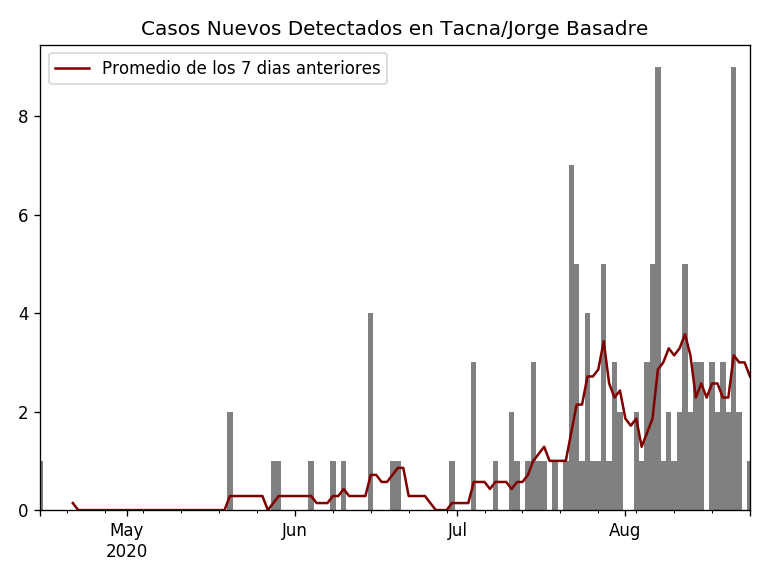 Casos Nuevos Detectados en Tacna/Jorge Basadre
Promedio de los 7 dias anteriores
8
6
4
2
0
May Jun Jul Aug
2020